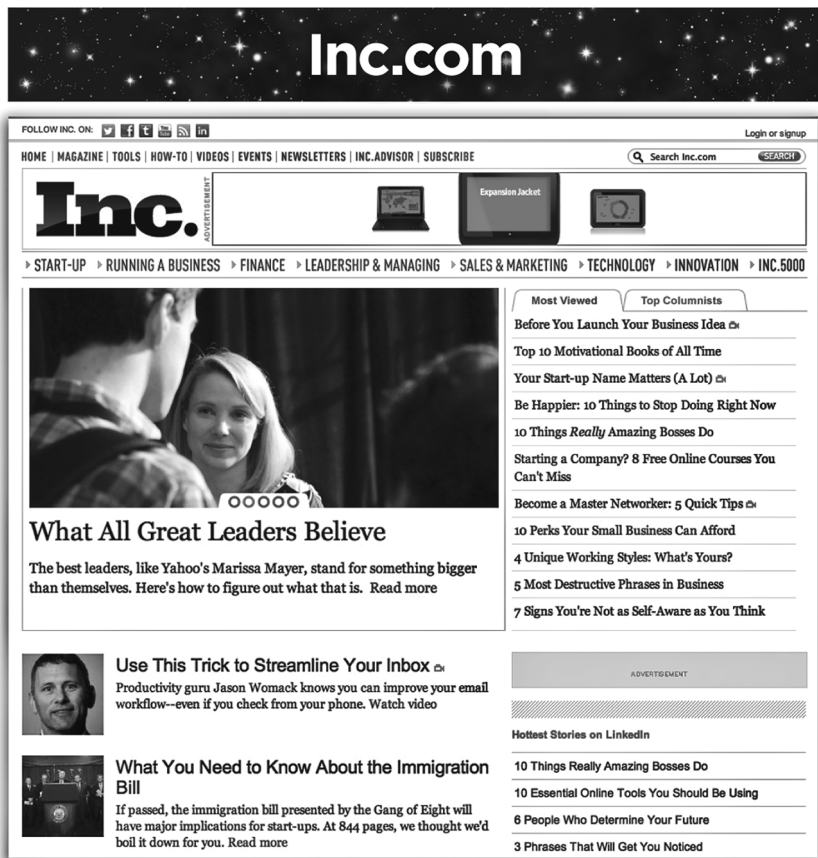 Inc.com
FOLLOW INC. ON:
Login or signup
HOME | MAGAZINE | TOOLS | HOW-TO | VIDEOS | EVENTS | NEWSLETTERS | INC.ADVISOR | SUBSCRIBE
Search Inc.com
SEARCH
Inc.
ADVERTISEMENT
Expansion Jacket
START-UP
RUNNING A BUSINESS
FINANCE
LEADERSHIP & MANAGING
SALES & MARKETING
TECHNOLOGY
INNOVATION
INC.5000
What All Great Leaders Believe
The best leaders, like Yahoo's Marissa Mayer, stand for something bigger
than themselves. Here's how to figure out what that is. Read more
Most Viewed
Top Columnists
Before You Launch Your Business Idea
Top 10 Motivational Books of All Time
Your Start-up Name Matters (A Lot)
Be Happier: 10 Things to Stop Doing Right Now
10 Things Really Amazing Bosses Do
Starting a Company? 8 Free Online Courses You
Can't Miss
Become a Master Networker: 5 Quick Tips
10 Perks Your Small Business Can Afford
4 Unique Working Styles: What's Yours?
5 Most Destructive Phrases in Business
7 Signs You're Not as Self-Aware as You Think
Use This Trick to Streamline Your Inbox
Productivity guru Jason Womack knows you can improve your email
workflow--even if you check from your phone. Watch video
What You Need to Know About the Immigration
Bill
If passed, the immigration bill presented by the Gang of Eight will
have major implications for start-ups. At 844 pages, we thought we'd
boil it down for you. Read more
ADVERTISEMENT
Hottest Stories on LinkedIn
10 Things Really Amazing Bosses Do
10 Essential Online Tools You Should Be Using
6 People Who Determine Your Future
3 Phrases That Will Get You Noticed